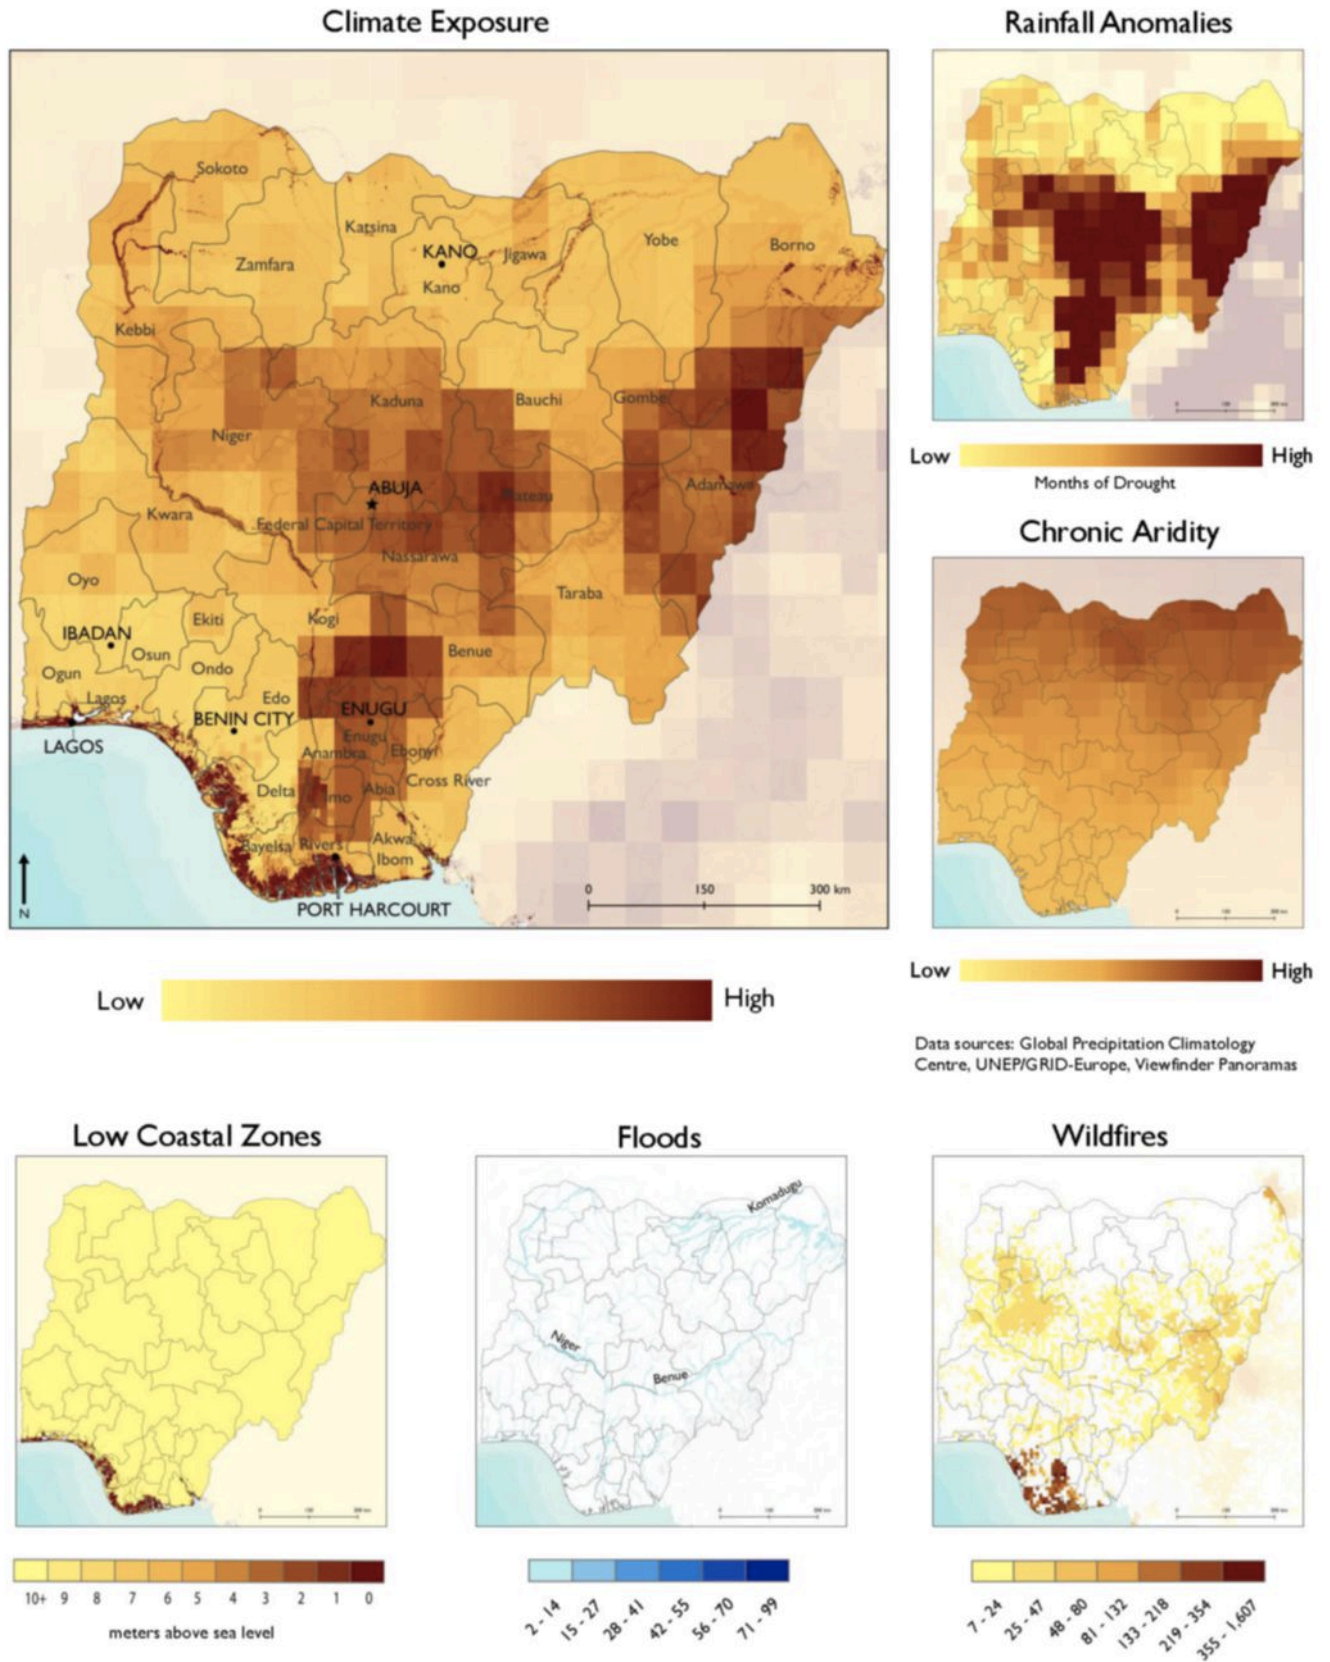 Climate Exposure
Sokoto
Katsina
KANO
Jigawa
Yobe
Borno
Zamfara
Kano
Kebbi
Kaduna
Bauchi
Gombe
Niger
ABUJA
Plateau
Adamawa
Kwara
Federal Capital Territory
Nassarawa
Oyo
Taraba
Ekiti
Kogi
IBADAN
Osun
Benue
Ogun
Ondo
Lagos
Edo
BENIN CITY
ENUGU
LAGOS
Enugu
Anambra
Ebonyi
Delta
Imo
Abia
Cross River
Bayelsa
Rivers
Akwa
Ibom
PORT HARCOURT
N
0 150 300 km
Low
High
Rainfall Anomalies
Low
High
Months of Drought
Chronic Aridity
Low
High
Data sources: Global Precipitation Climatology
Centre, UNEP/GRID-Europe, Viewfinder Panoramas
Low Coastal Zones
10+ 9 8 7 6 5 4 3 2 1 0
meters above sea level
Floods
Komadugu
Niger
Benue
2 - 14
15 - 27
28 - 41
42 - 55
56 - 70
71 - 99
Wildfires
7 - 24
25 - 47
48 - 80
81 - 132
133 - 218
219 - 354
355 - 1,607